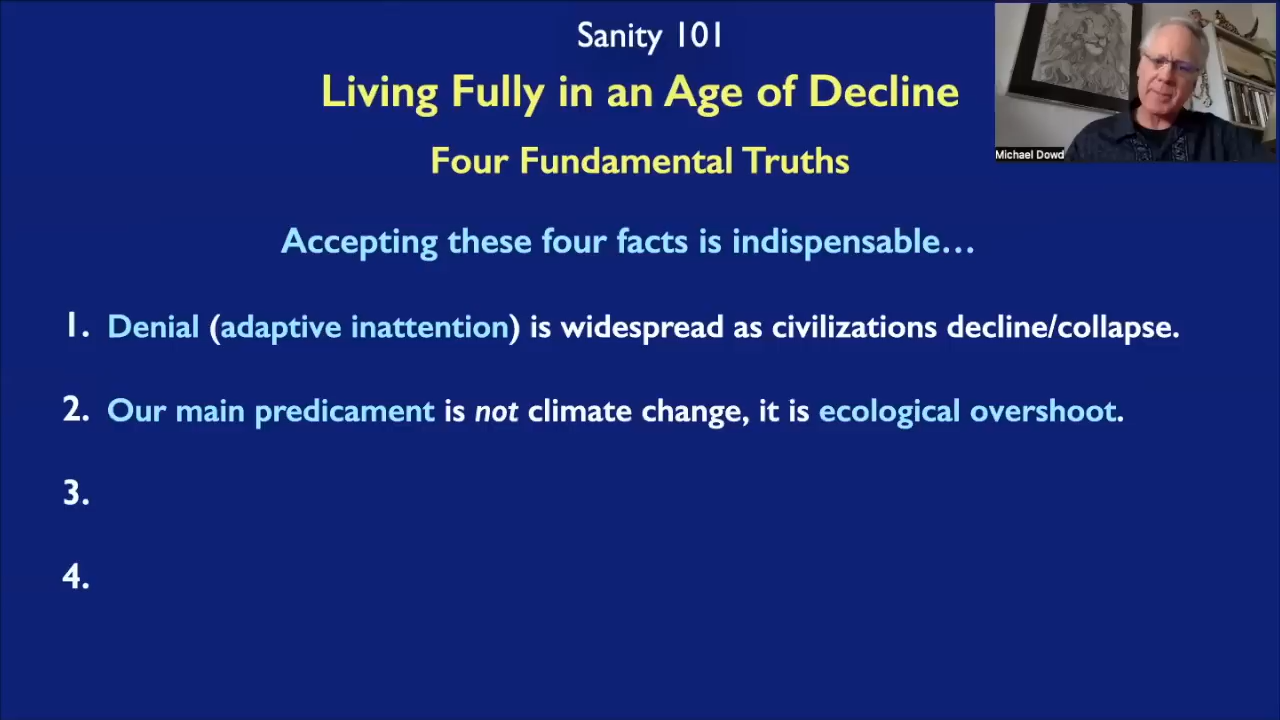 Sanity 101
Living Fully in an Age of Decline
Four Fundamental Truths
Michael Dowd
Accepting these four facts is indispensable…
1. Denial (adaptive inattention) is widespread as civilizations decline/collapse.
2. Our main predicament is not climate change, it is ecological overshoot.
3.
4.